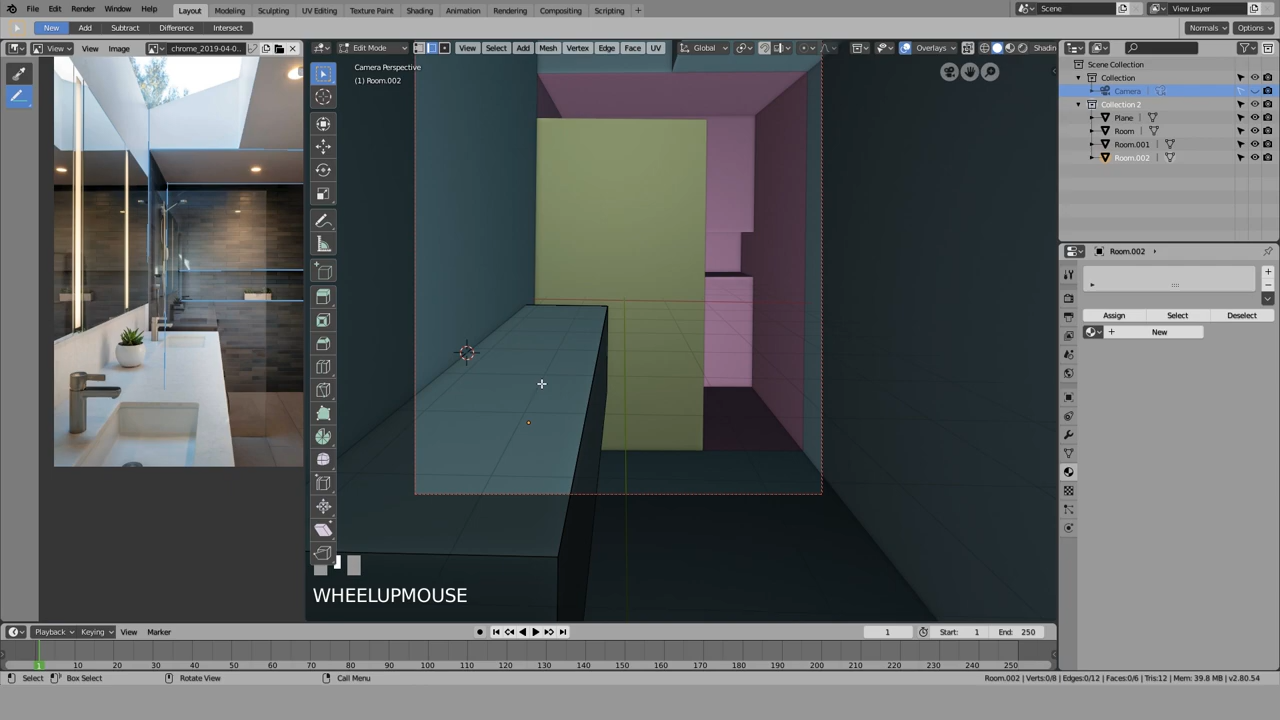 File Edit Render Window Help Layout Modeling Sculpting UV Editing Texture Paint Shading Animation Rendering Compositing Scripting + Scene View Layer
New Add Subtract Difference Intersect Normals Options
View View Image chrome_2019-04-0... Edit Mode View Select Add Mesh Vertex Edge Face UV Global Overlays Shadin
Camera Perspective
(1) Room.002
Scene Collection
Collection
Camera
Collection 2
Plane
Room
Room.001
Room.002
Room.002
Assign Select Deselect
New
WHEELUPMOUSE
Playback Keying View Marker 1 Start: 1 End: 250
1 10 20 30 40 50 60 70 80 90 100 110 120 130 140 150 160 170 180 190 200 210 220 230 240 250
Select Box Select Rotate View Call Menu Room.002 | Verts:0/8 | Edges:0/12 | Faces:0/6 | Tris:12 | Mem: 39.8 MB | v2.80.54